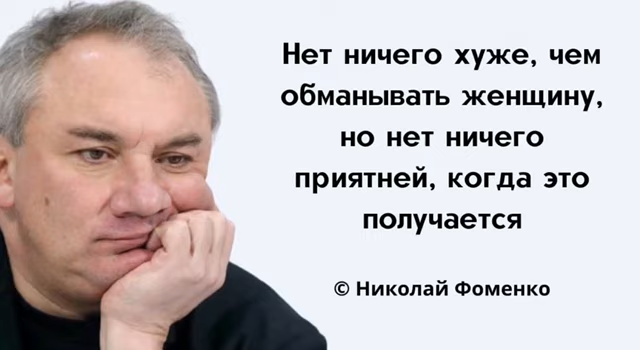 Нет ничего хуже, чем
обманывать женщину,
но нет ничего
приятней, когда это
получается
© Николай Фоменко